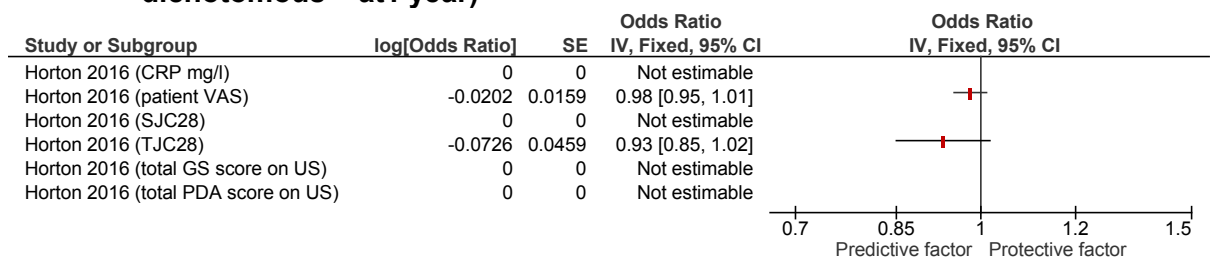 dichotomous – at1 year)
Odds Ratio Odds Ratio
Study or Subgroup log[Odds Ratio] SE IV, Fixed, 95% CI IV, Fixed, 95% CI
Horton 2016 (CRP mg/l) 0 0 Not estimable
Horton 2016 (patient VAS) -0.0202 0.0159 0.98 [0.95, 1.01]
Horton 2016 (SJC28) 0 0 Not estimable
Horton 2016 (TJC28) -0.0726 0.0459 0.93 [0.85, 1.02]
Horton 2016 (total GS score on US) 0 0 Not estimable
Horton 2016 (total PDA score on US) 0 0 Not estimable
0.7 0.85 1 1.2 1.5
Predictive factor Protective factor